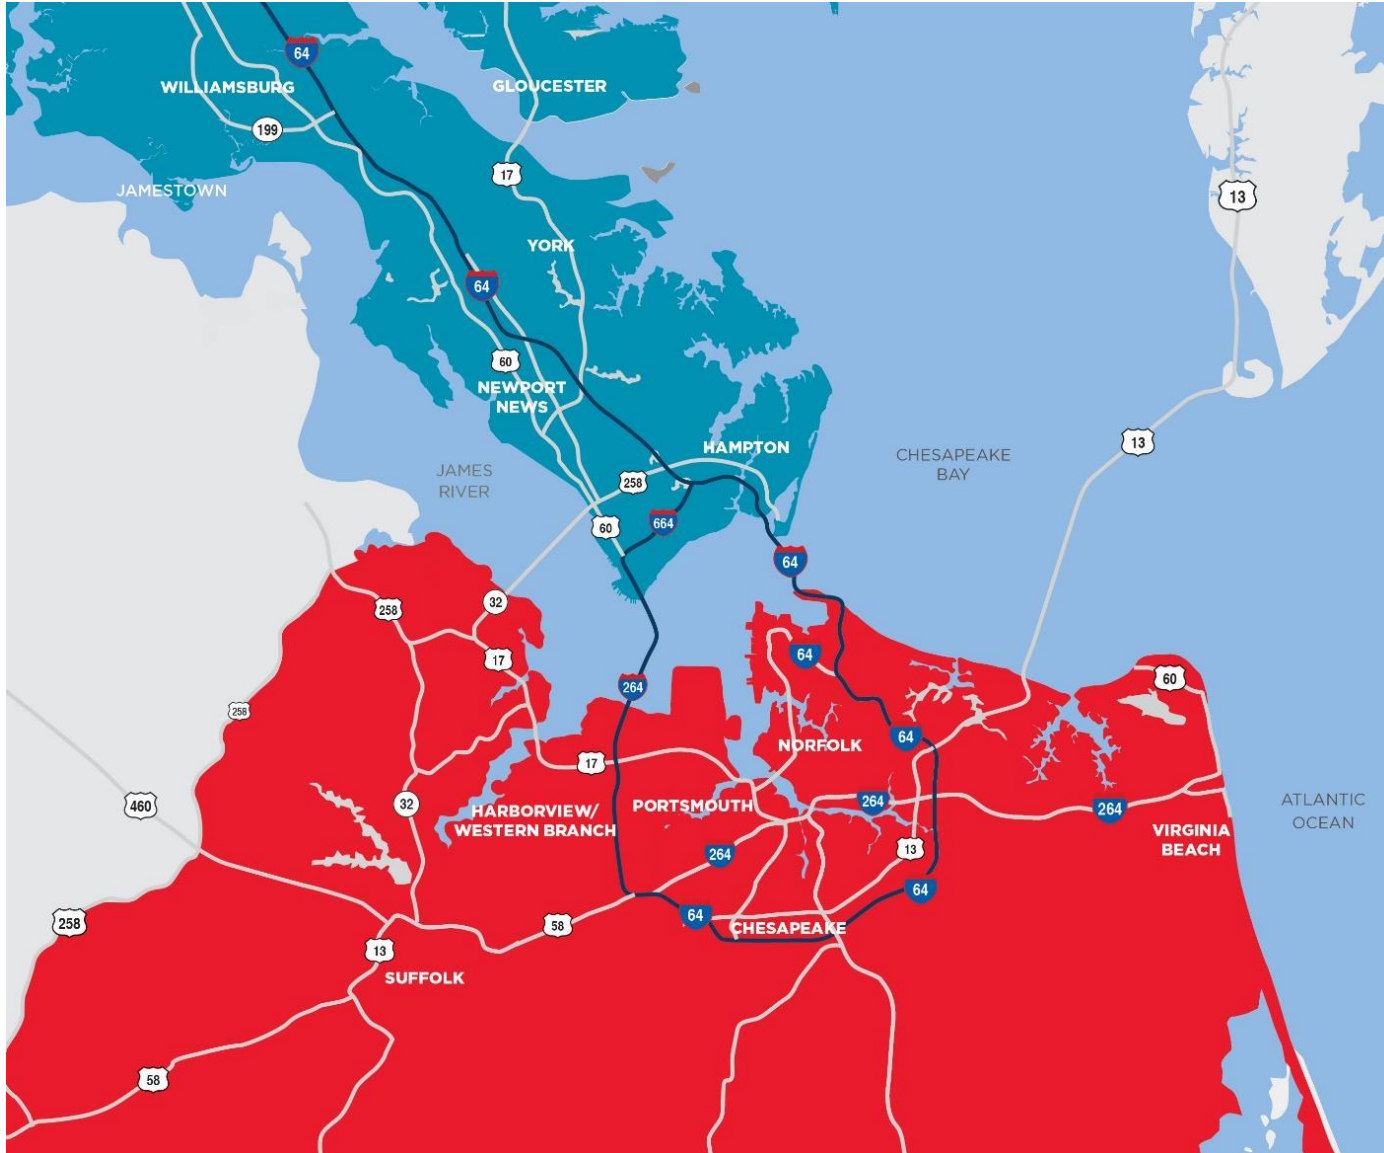 64
WILLIAMSBURG
GLOUCESTER
199
17
JAMESTOWN
13
YORK
64
60
NEWPORT
NEWS
13
HAMPTON
CHESAPEAKE
BAY
JAMES
RIVER
258
664
60
64
32
258
64
17
60
264
258
64
NORFOLK
17
460
32
264
264
ATLANTIC
OCEAN
HARBORVIEW/
WESTERN BRANCH
PORTSMOUTH
VIRGINIA
BEACH
264
13
64
258
58
64
CHESAPEAKE
13
SUFFOLK
58